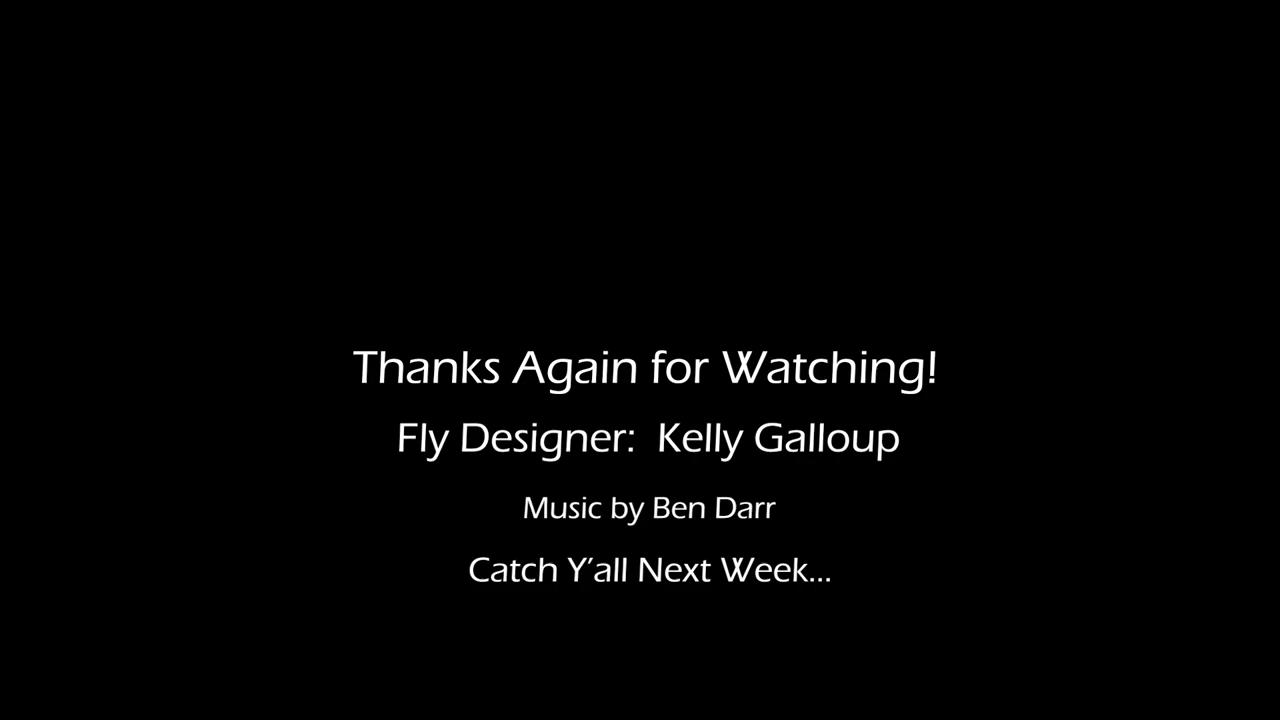 Thanks Again for Watching!
Fly Designer:  Kelly Galloup
Music by Ben Darr
Catch Y'all Next Week...